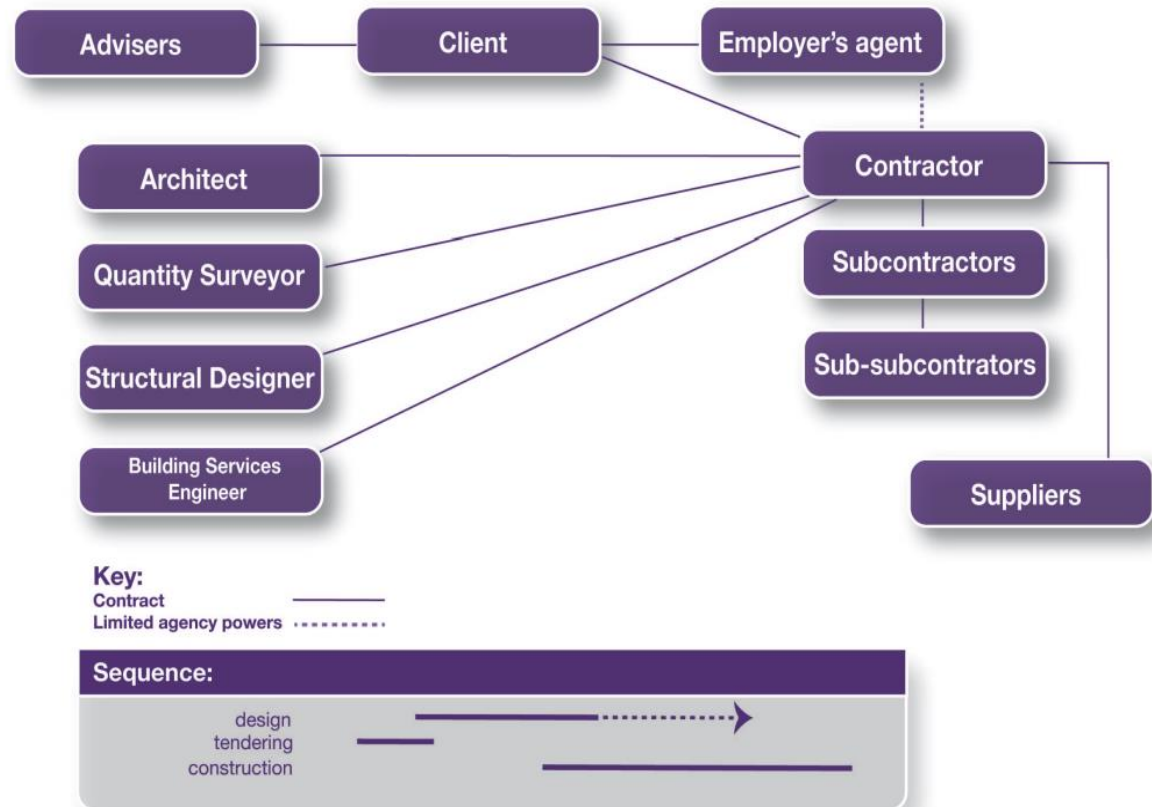 Advisers
Client
Employer's agent
Architect
Contractor
Quantity Surveyor
Subcontractors
Structural Designer
Sub-subcontrators
Building Services
Engineer
Suppliers
Key:
Contract
Limited agency powers
Sequence:
design
tendering
construction